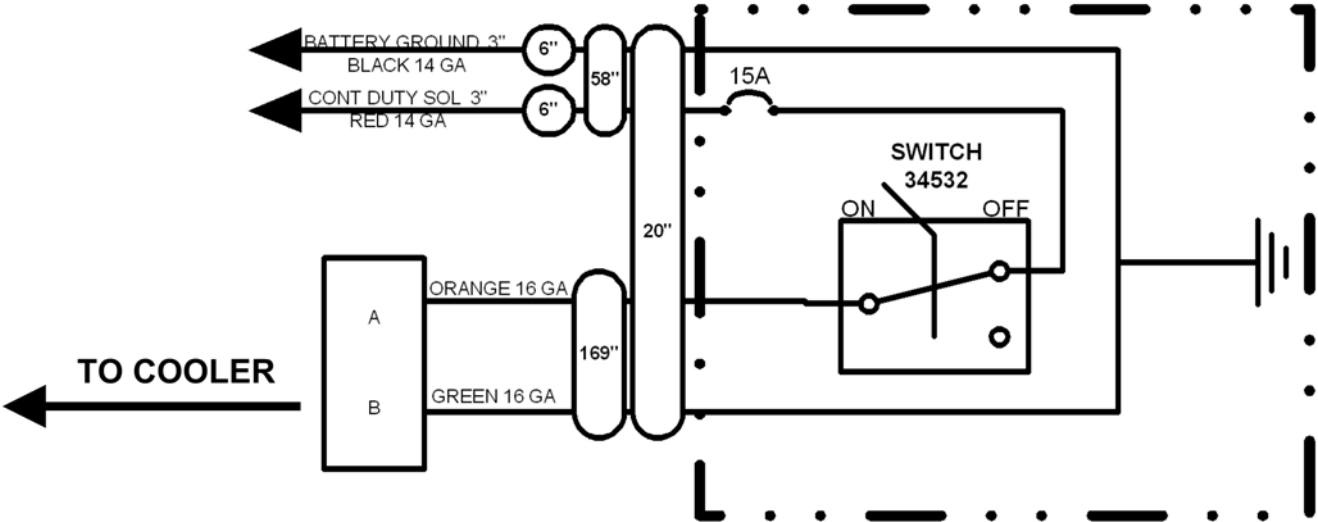 BATTERY GROUND 3"
BLACK 14 GA
6"
58"
CONT DUTY SOL 3"
RED 14 GA
6"
15A
SWITCH
34532
ON
OFF
20"
ORANGE 16 GA
A
169"
TO COOLER
B
GREEN 16 GA